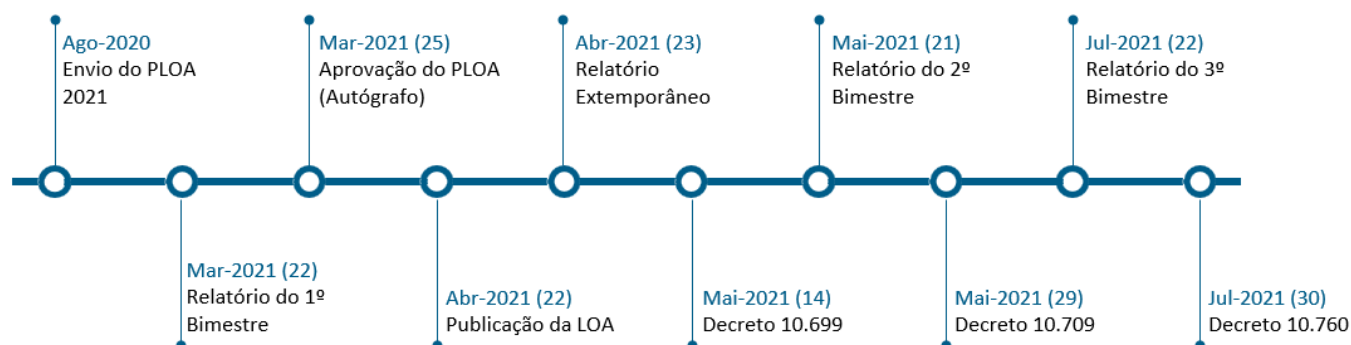 Ago-2020
Envio do PLOA
2021
Mar-2021 (25)
Aprovação do PLOA
(Autógrafo)
Abr-2021 (23)
Relatório
Extemporâneo
Mai-2021 (21)
Relatório do 2º
Bimestre
Jul-2021 (22)
Relatório do 3º
Bimestre
Mar-2021 (22)
Relatório do 1º
Bimestre
Abr-2021 (22)
Publicação da LOA
Mai-2021 (14)
Decreto 10.699
Mai-2021 (29)
Decreto 10.709
Jul-2021 (30)
Decreto 10.760